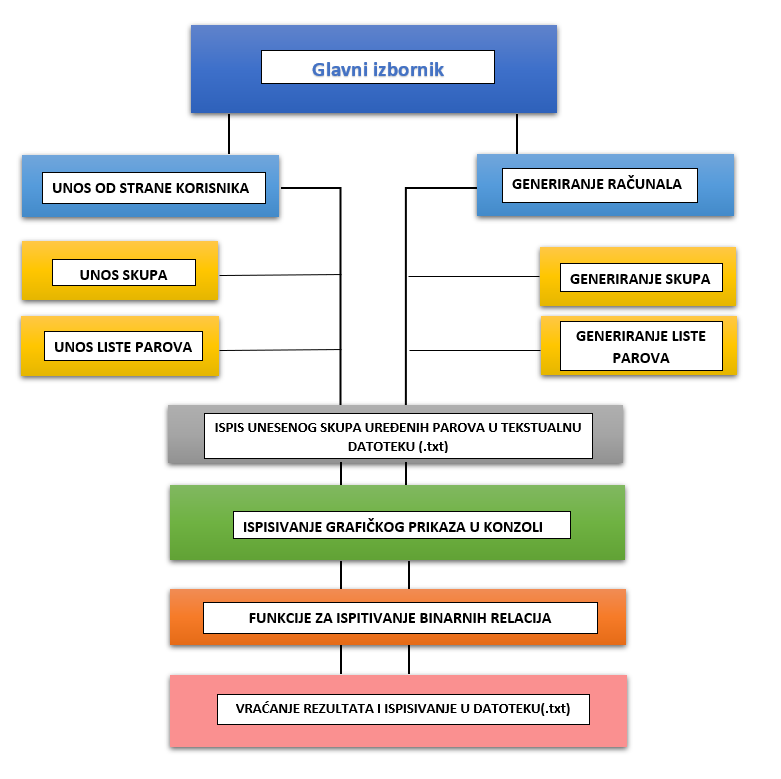 Glavni izbornik
UNOS OD STRANE KORISNIKA
GENERIRANJE RAČUNALA
UNOS SKUPA
GENERIRANJE SKUPA
UNOS LISTE PAROVA
GENERIRANJE LISTE
PAROVA
ISPIS UNESENOG SKUPA UREĐENIH PAROVA U TEKSTUALNU
DATOTEKU (.txt)
ISPISIVANJE GRAFIČKOG PRIKAZA U KONZOLI
FUNKCIJE ZA ISPITIVANJE BINARNIH RELACIJA
VRAĆANJE REZULTATA I ISPISIVANJE U DATOTEKU(.txt)